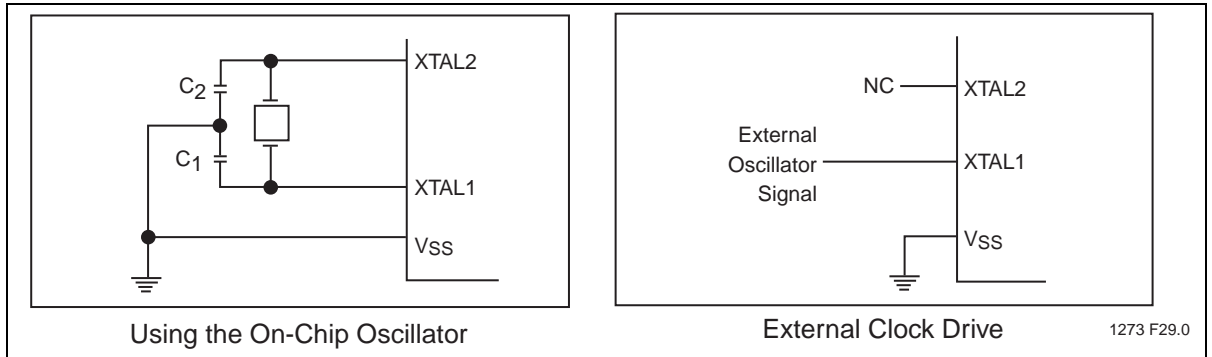 XTAL2
C2
C1
XTAL1
VSS
Using the On-Chip Oscillator
NC
XTAL2
External
Oscillator
Signal
XTAL1
VSS
External Clock Drive
1273 F29.0